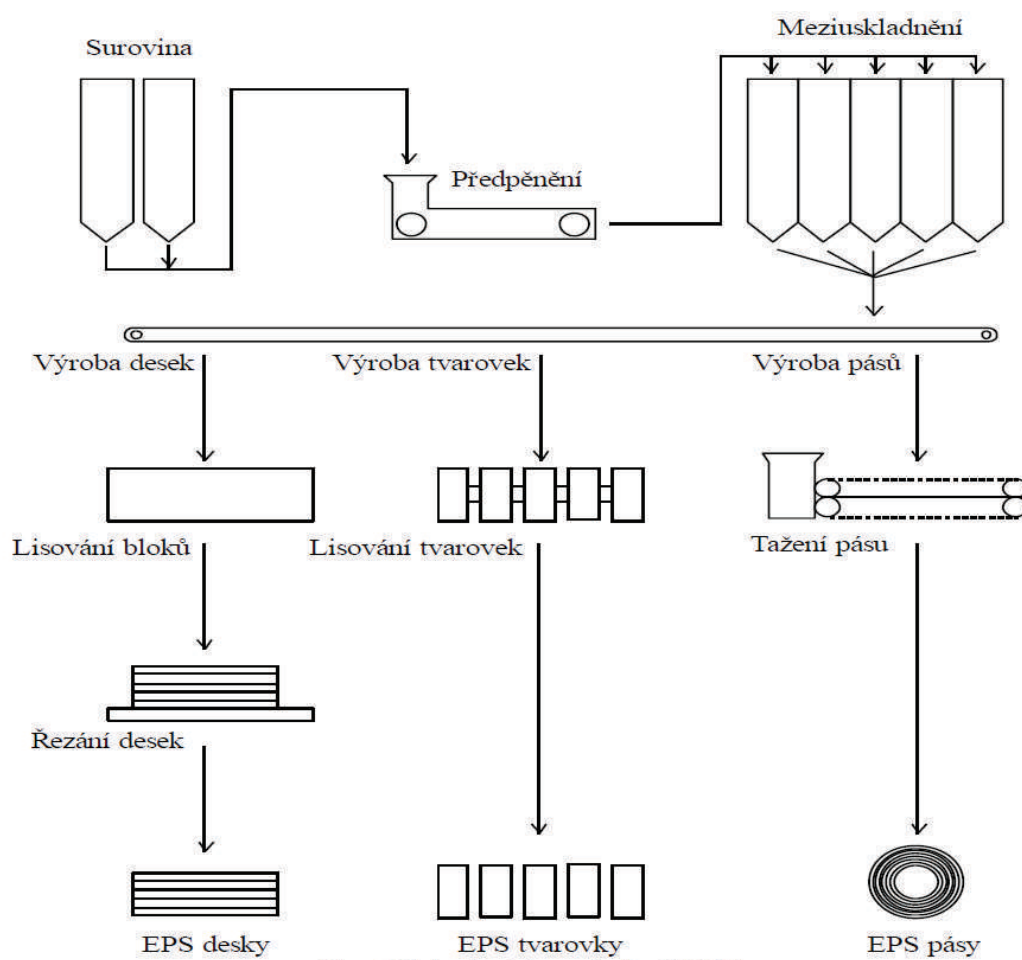 Surovina
Meziuskladnění
Předpěnění
Výroba desek
Výroba tvarovek
Výroba pásů
Lisování bloků
Lisování tvarovek
Tažení pásu
Řezání desek
EPS desky
EPS tvarovky
EPS pásy